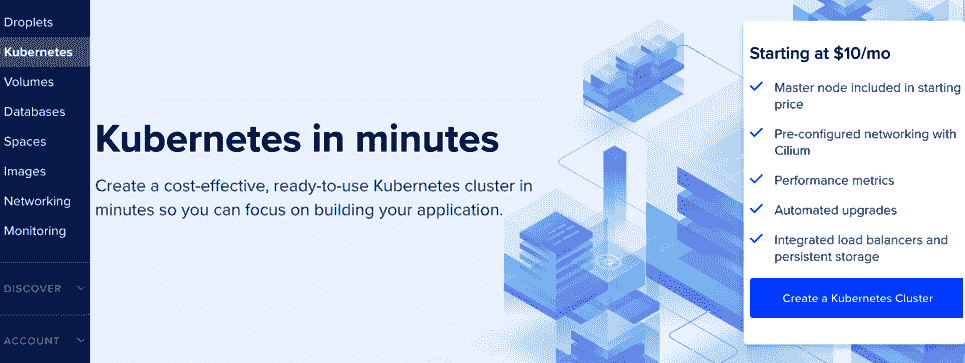 Droplets
Kubernetes
Volumes
Databases
Spaces
Images
Networking
Monitoring
DISCOVER
ACCOUNT
Kubernetes in minutes
Create a cost-effective, ready-to-use Kubernetes cluster in
minutes so you can focus on building your application.
Starting at $10/mo
Master node included in starting
price
Pre-configured networking with
Cilium
Performance metrics
Automated upgrades
Integrated load balancers and
persistent storage
Create a Kubernetes Cluster